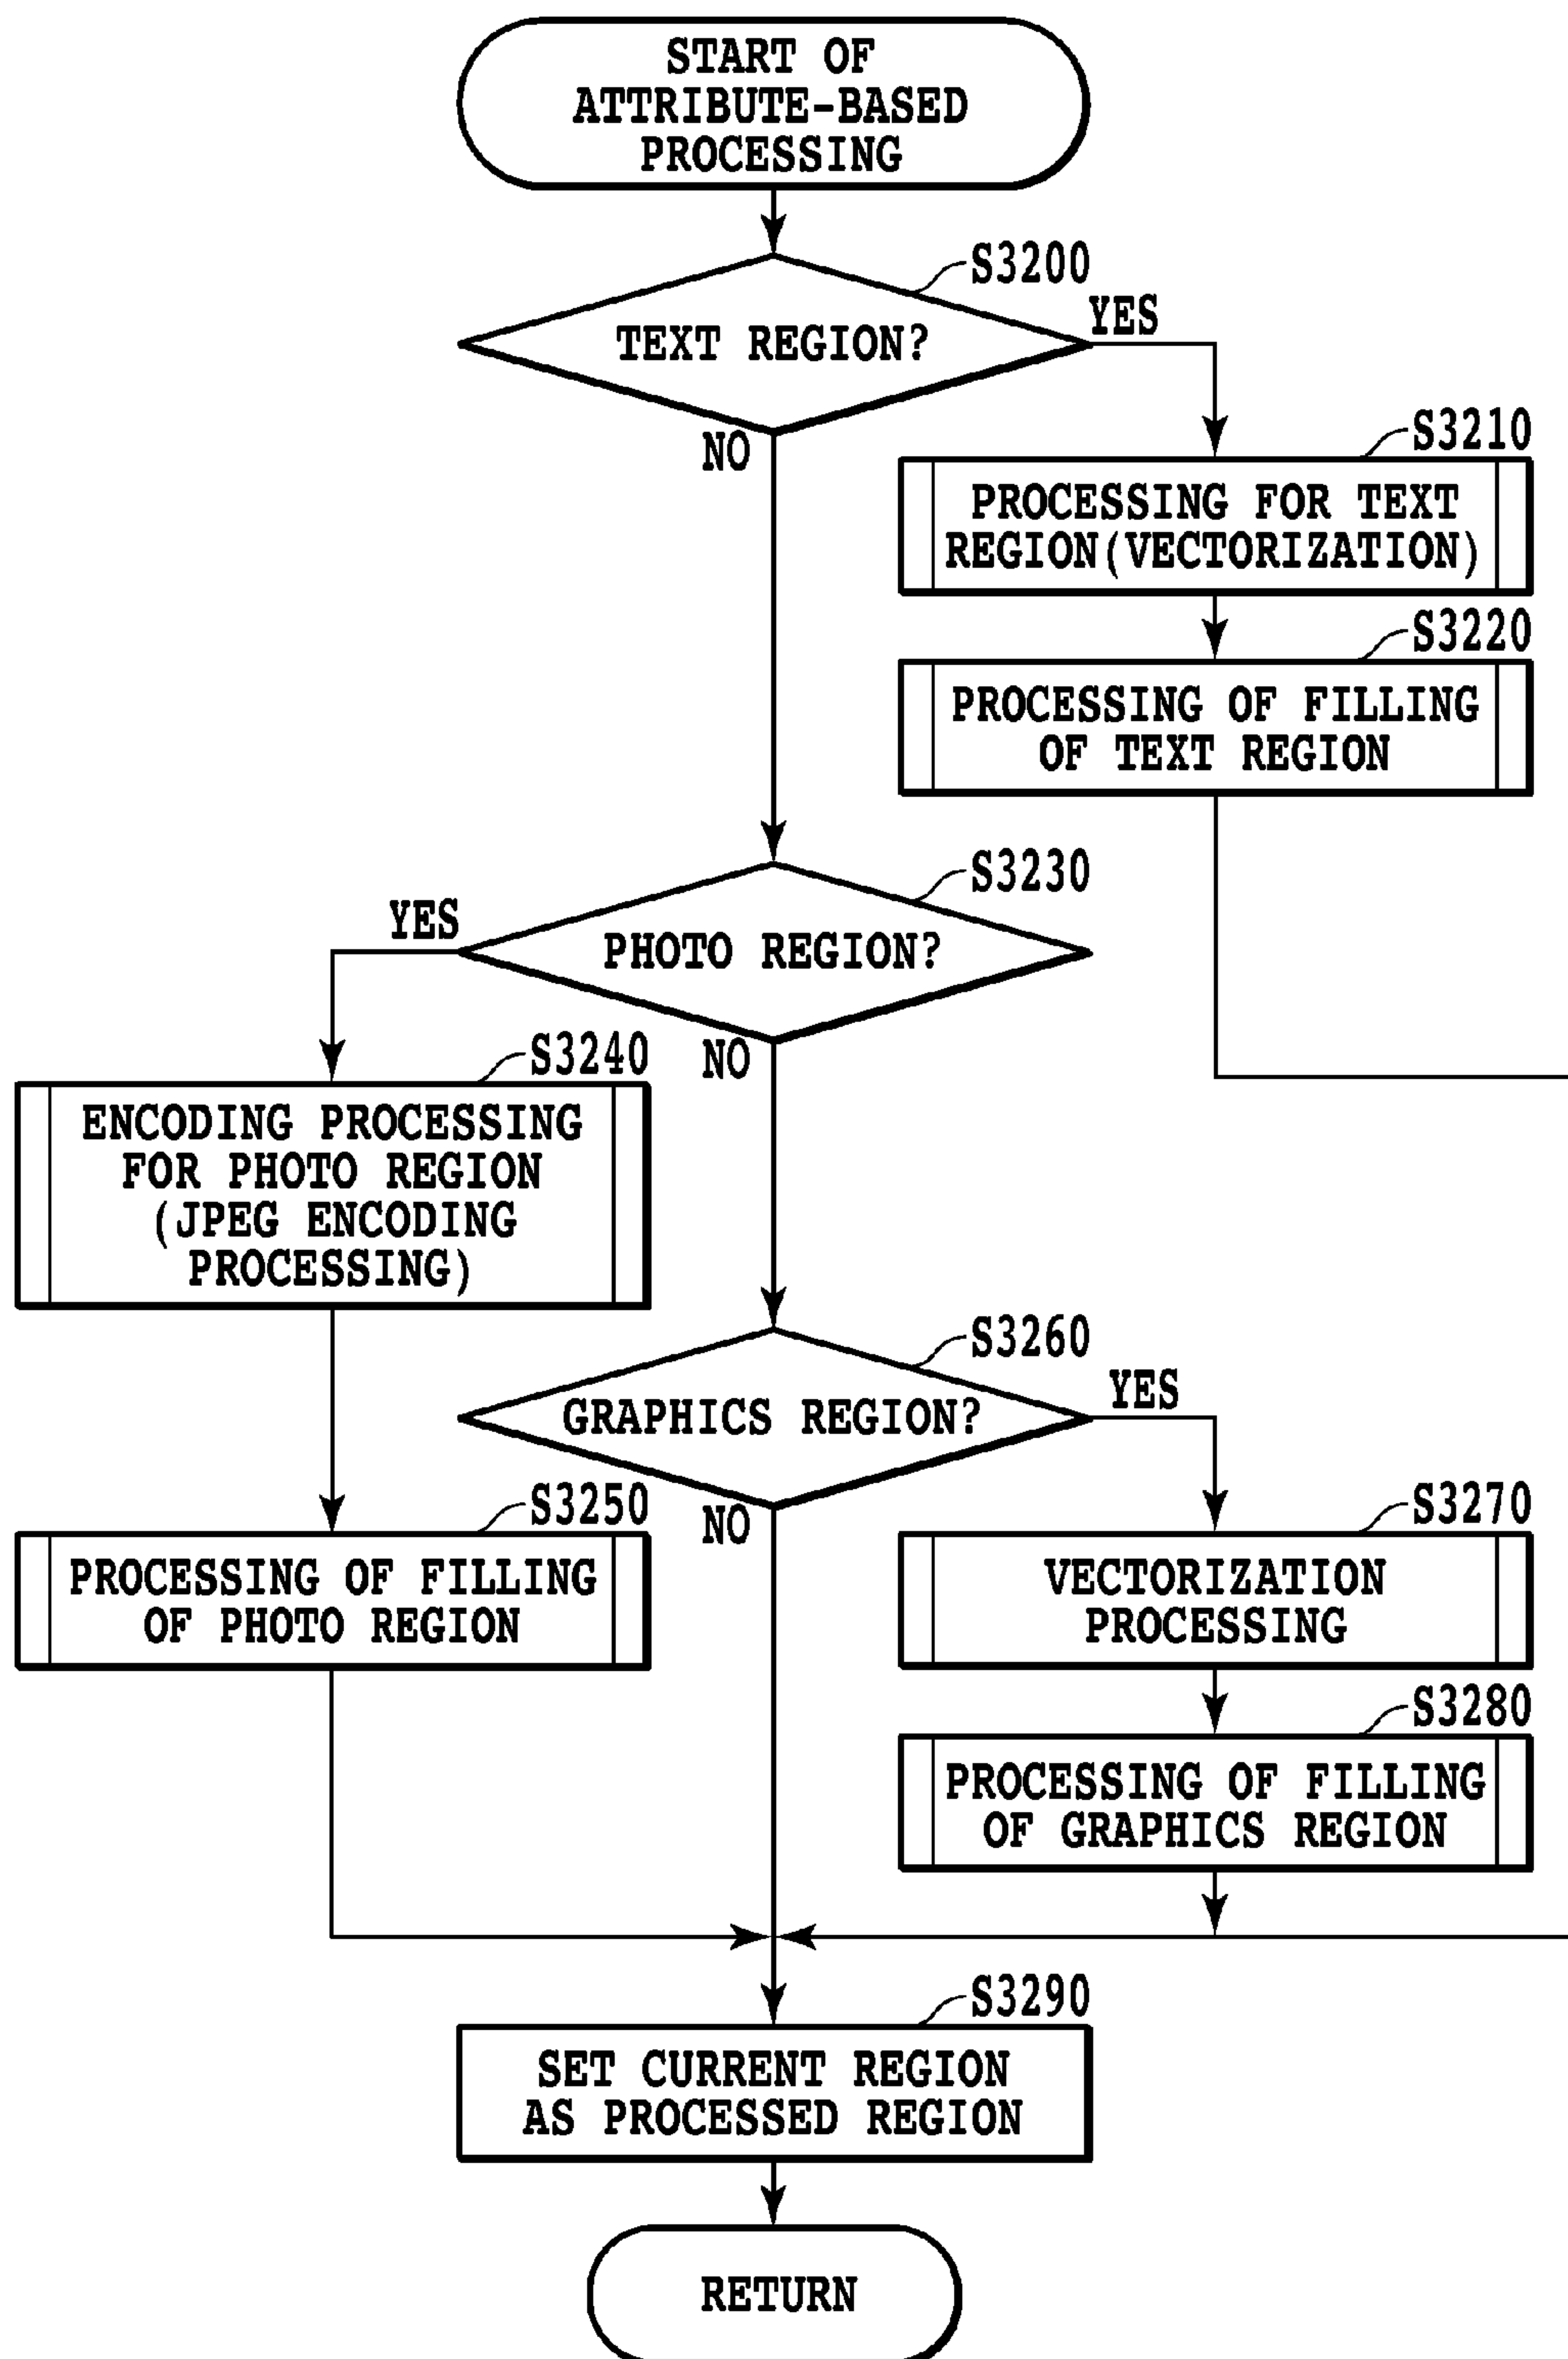 START OF
ATTRIBUTE-BASED
PROCESSING
S3200
TEXT REGION?
YES
NO
S3210
PROCESSING FOR TEXT
REGION(VECTORIZATION)
S3220
PROCESSING OF FILLING
OF TEXT REGION
S3230
PHOTO REGION?
YES
NO
S3240
ENCODING PROCESSING
FOR PHOTO REGION
(JPEG ENCODING
PROCESSING)
S3250
PROCESSING OF FILLING
OF PHOTO REGION
S3260
GRAPHICS REGION?
YES
NO
S3270
VECTORIZATION
PROCESSING
S3280
PROCESSING OF FILLING
OF GRAPHICS REGION
S3290
SET CURRENT REGION
AS PROCESSED REGION
RETURN